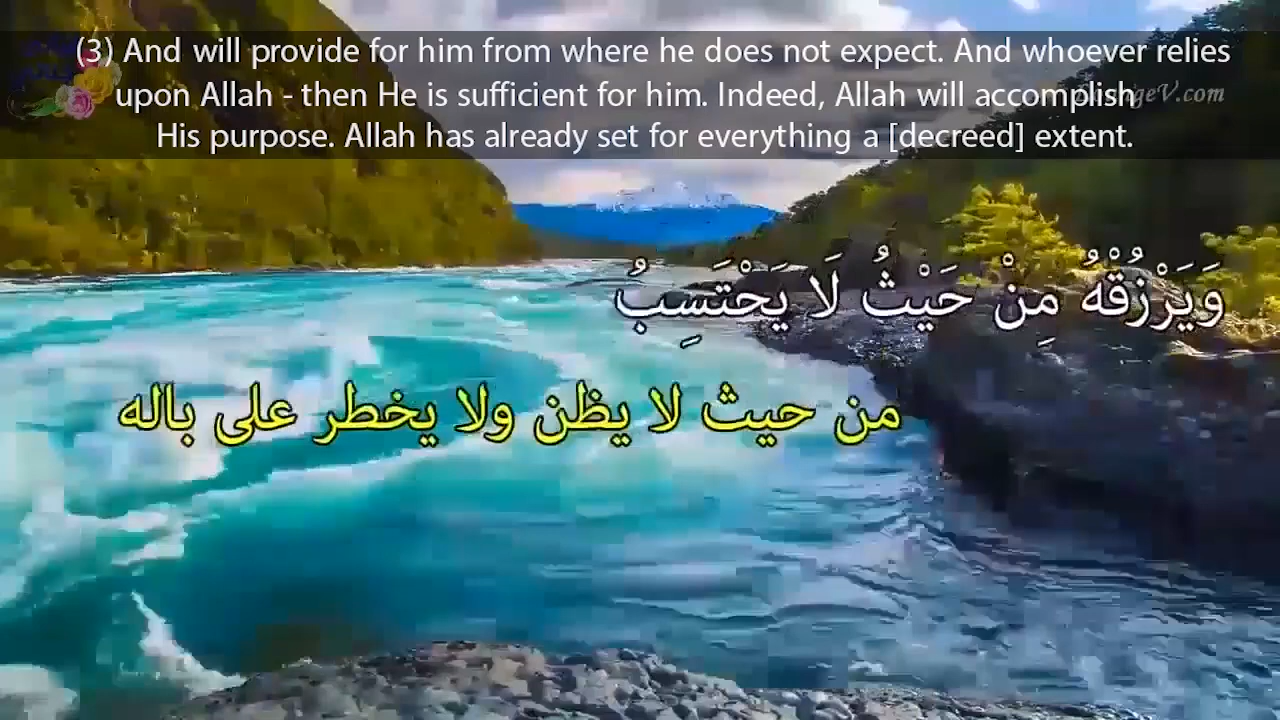 (3) And will provide for him from where he does not expect. And whoever relies
upon Allah - then He is sufficient for him. Indeed, Allah will accomplish
His purpose. Allah has already set for everything a [decreed] extent.
وَيَرْزُقْهُ مِنْ حَيْثُ لَا يَحْتَسِبُ
من حيث لا يظن ولا يخطر على باله